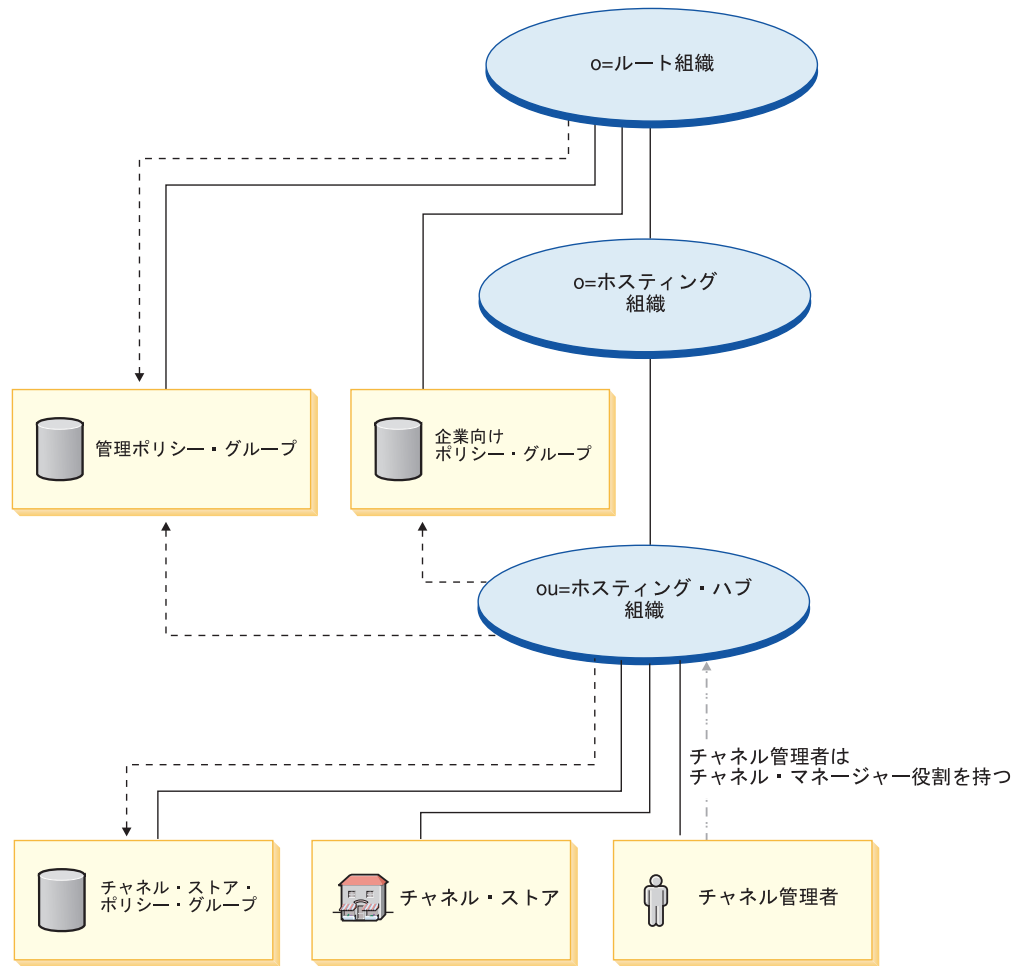 o=ルート組織
o=ホスティング
組織
管理ポリシー・グループ
企業向け
ポリシー・グループ
ou=ホスティング・ハブ
組織
チャネル管理者は
チャネル・マネージャー役割を持つ
チャネル・ストア・
ポリシー・グループ
チャネル・ストア
チャネル管理者